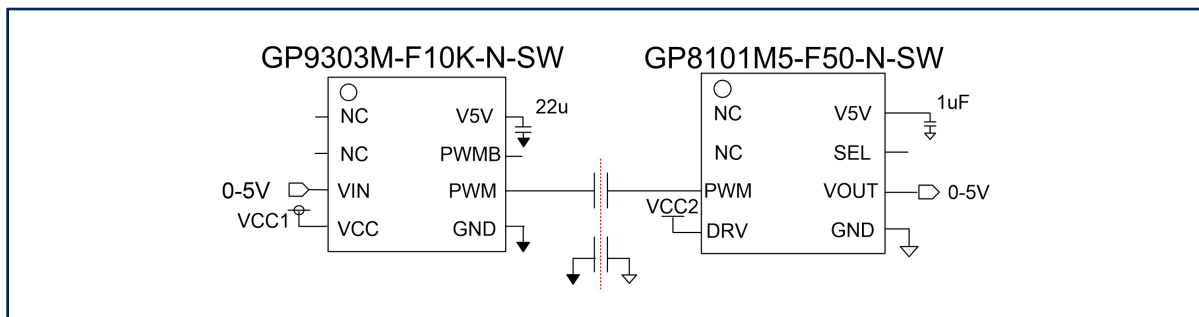 GP9303M-F10K-N-SW
GP8101M5-F50-N-SW
NC
V5V
22u
NC
PWMB
0-5V
VIN
PWM
VCC1
VCC
GND
NC
V5V
1uF
NC
SEL
PWM
VOUT
0-5V
VCC2
DRV
GND